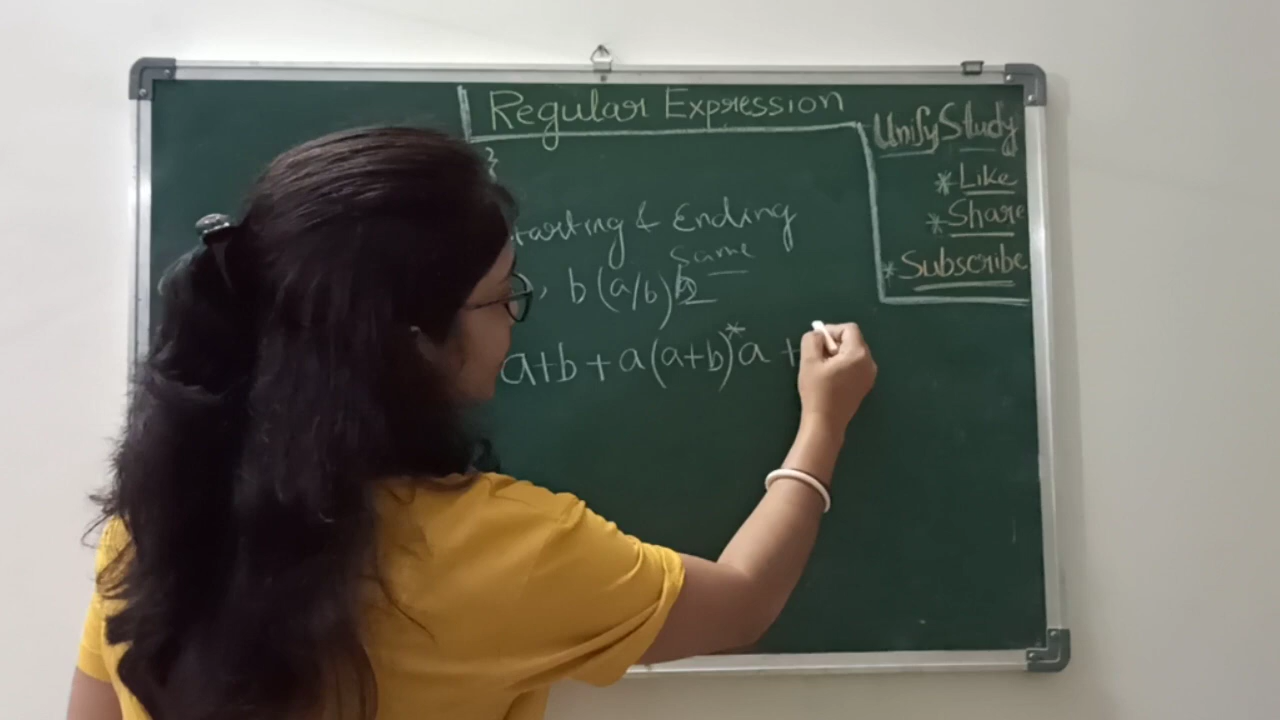 Regular Expression
UnifyStudy
* Like
* Share
* Subscribe
}
tarting & Ending
Same
), b(a/b)
a+b + a(a+b)*a +